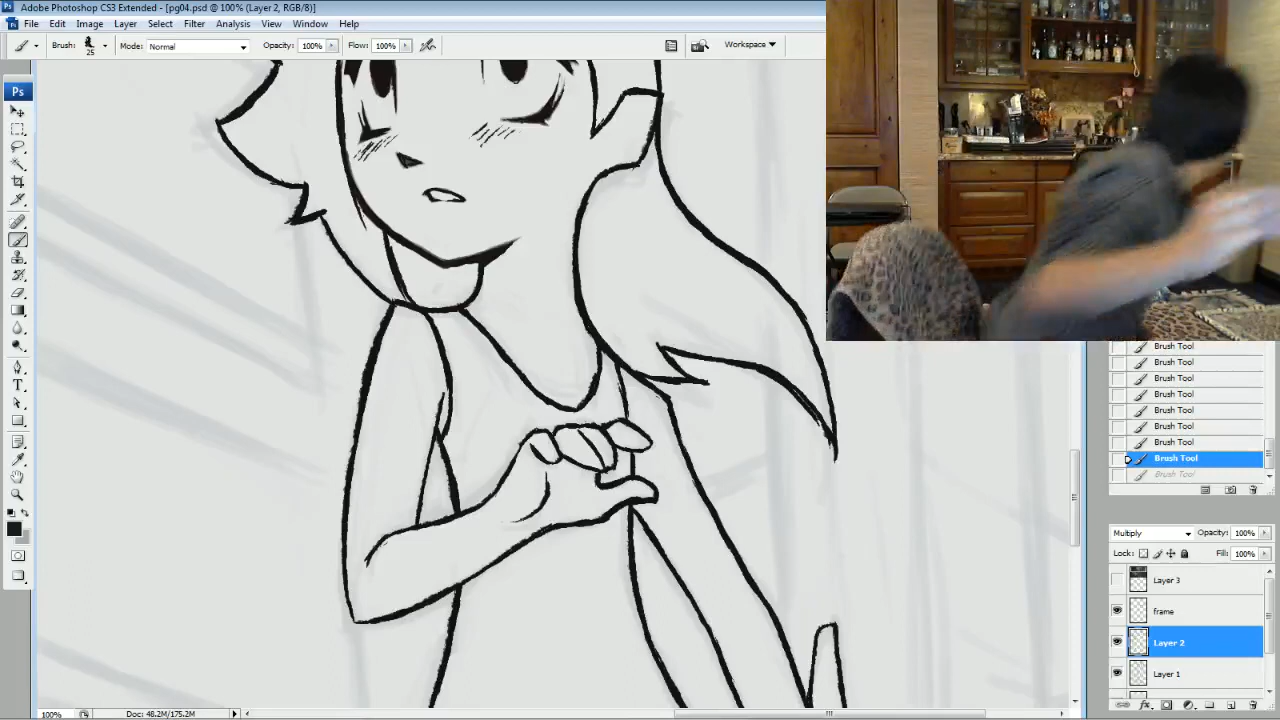 Adobe Photoshop CS3 Extended - [pg04.psd @ 100% (Layer 2, RGB/8)]
File Edit Image Layer Select Filter Analysis View Window Help
Brush: 25 Mode: Normal Opacity: 100% Flow: 100% Workspace
Ps
T
Brush Tool
Brush Tool
Brush Tool
Brush Tool
Brush Tool
Brush Tool
Brush Tool
Brush Tool
Brush Tool
Multiply Opacity: 100%
Lock: Fill: 100%
Layer 3
frame
Layer 2
Layer 1
100% Doc: 48.2M/175.2M